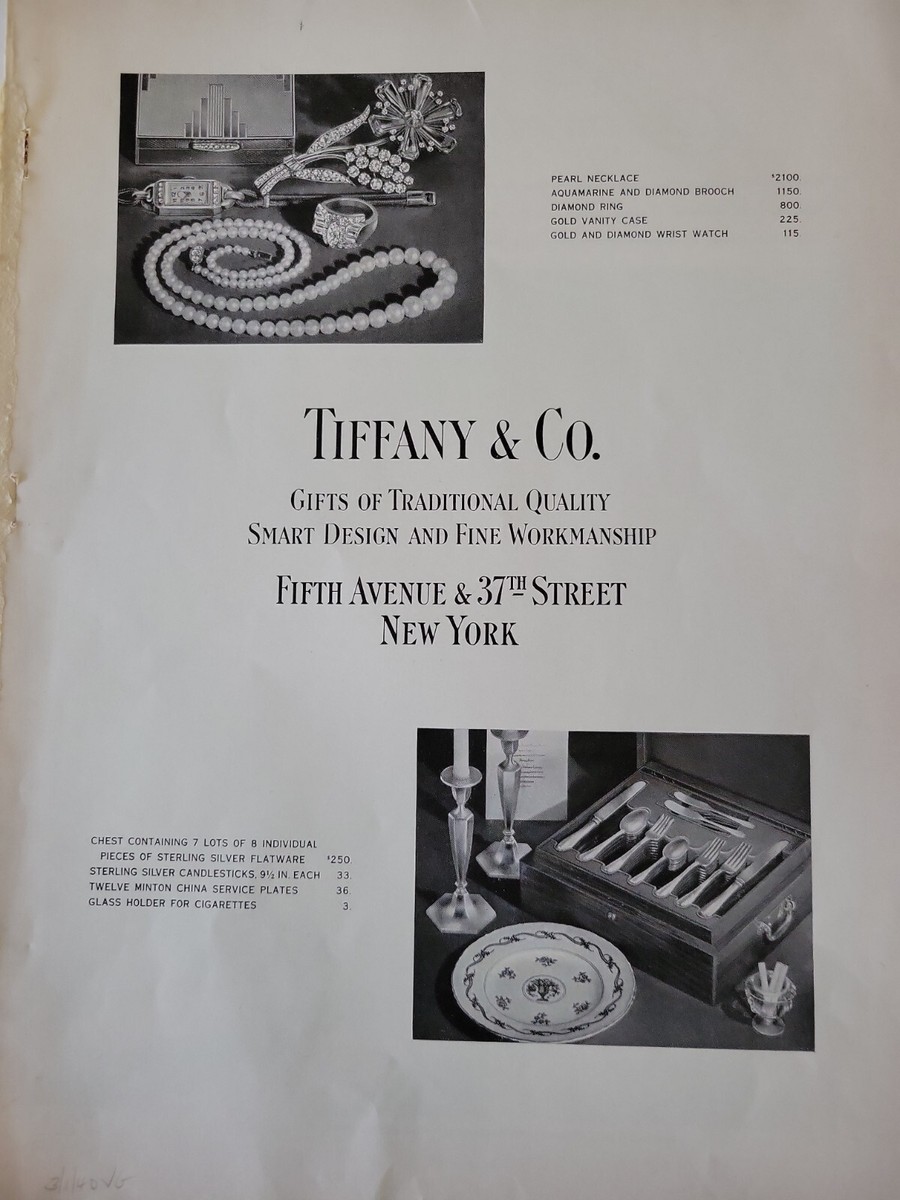 PEARL NECKLACE $2100.
AQUAMARINE AND DIAMOND BROOCH 1150.
DIAMOND RING 800.
GOLD VANITY CASE 225.
GOLD AND DIAMOND WRIST WATCH 115.
TIFFANY & CO.
GIFTS OF TRADITIONAL QUALITY
SMART DESIGN AND FINE WORKMANSHIP
FIFTH AVENUE & 37TH STREET
NEW YORK
CHEST CONTAINING 7 LOTS OF 8 INDIVIDUAL
PIECES OF STERLING SILVER FLATWARE $250.
STERLING SILVER CANDLESTICKS, 9½ IN. EACH 33.
TWELVE MINTON CHINA SERVICE PLATES 36.
GLASS HOLDER FOR CIGARETTES 3.